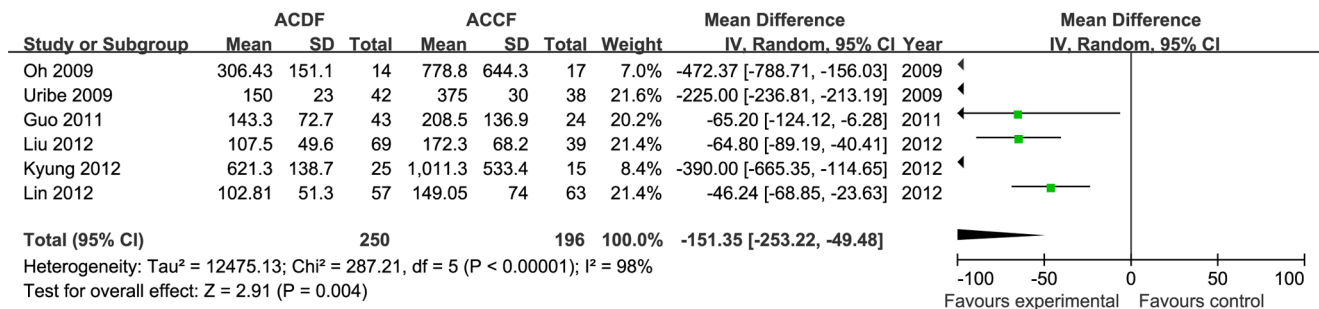 ACDF ACCF Mean Difference Mean Difference
Study or Subgroup Mean SD Total Mean SD Total Weight IV, Random, 95% CI Year IV, Random, 95% CI
Oh 2009 306.43 151.1 14 778.8 644.3 17 7.0% -472.37 [-788.71, -156.03] 2009
Uribe 2009 150 23 42 375 30 38 21.6% -225.00 [-236.81, -213.19] 2009
Guo 2011 143.3 72.7 43 208.5 136.9 24 20.2% -65.20 [-124.12, -6.28] 2011
Liu 2012 107.5 49.6 69 172.3 68.2 39 21.4% -64.80 [-89.19, -40.41] 2012
Kyung 2012 621.3 138.7 25 1,011.3 533.4 15 8.4% -390.00 [-665.35, -114.65] 2012
Lin 2012 102.81 51.3 57 149.05 74 63 21.4% -46.24 [-68.85, -23.63] 2012
Total (95% CI) 250 196 100.0% -151.35 [-253.22, -49.48]
Heterogeneity: Tau² = 12475.13; Chi² = 287.21, df = 5 (P < 0.00001); I² = 98%
Test for overall effect: Z = 2.91 (P = 0.004)
-100 -50 0 50 100
Favours experimental Favours control